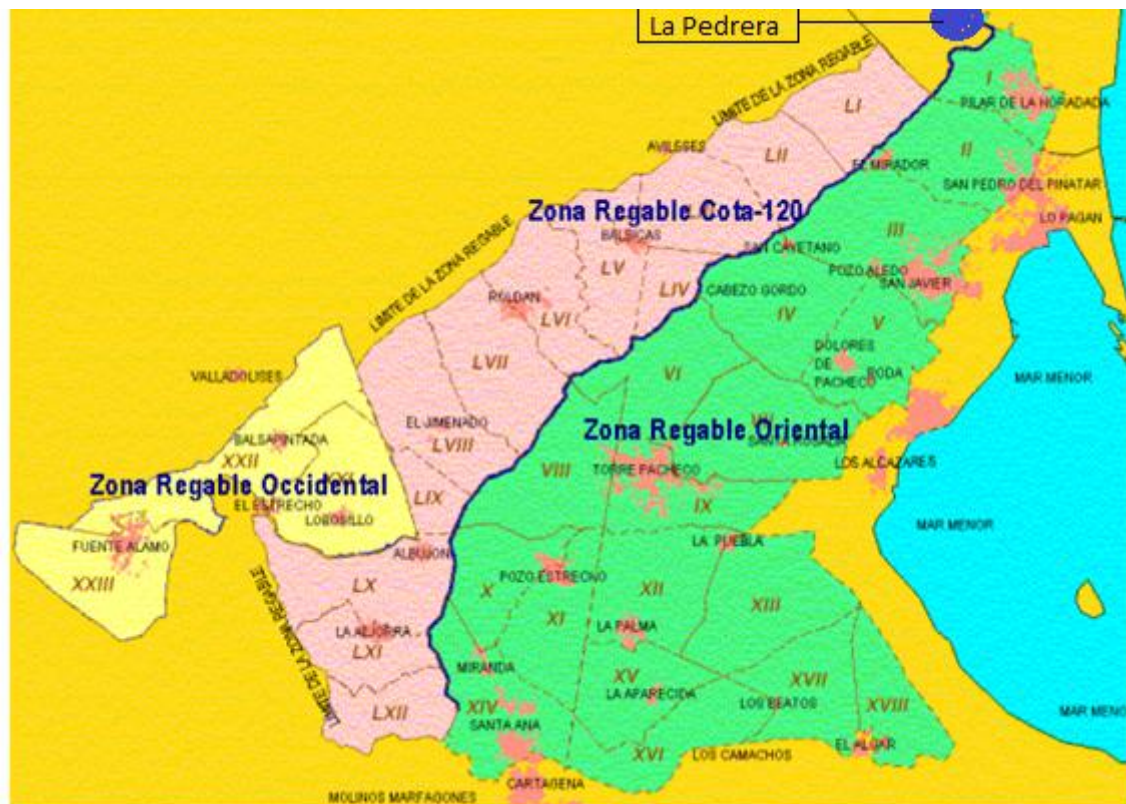 La Pedrera
LIMITE DE LA ZONA REGABLE
I
PILAR DE LA HORADADA
LI
AVILESES
LII
EL MIRADOR
II
SAN PEDRO DEL PINATAR
Zona Regable Cota-120
LO PAGAN
BALSICAS
SAN CAYETANO
III
LV
POZO ALEDO
SAN JAVIER
LIMITE DE LA ZONA REGABLE
LIV
CABEZO GORDO
ROLDAN
LVI
IV
V
DOLORES
DE
PACHECO
RODA
LVII
VI
VALLADOLISES
MAR MENOR
EL JIMENADO
BALSAPINTADA
LVIII
Zona Regable Oriental
XXII
VIII
TORRE PACHECO
LOS ALCAZARES
Zona Regable Occidental
LIX
IX
EL ESTRECHO
LOBOSILLO
MAR MENOR
FUENTE ALAMO
ALBUJON
LA PUEBLA
XXIII
LIMITE DE LA ZONA REGABLE
LX
X
POZO ESTRECHO
XII
XIII
XI
LA PALMA
LA ALJORRA
LXI
MIRANDA
XV
XVII
LA APARECIDA
LOS BEATOS
XVIII
LXII
XIV
SANTA ANA
MAR MENO
EL ALGAR
XVI
LOS CAMACHOS
CARTAGENA
MOLINOS MARFAGONES